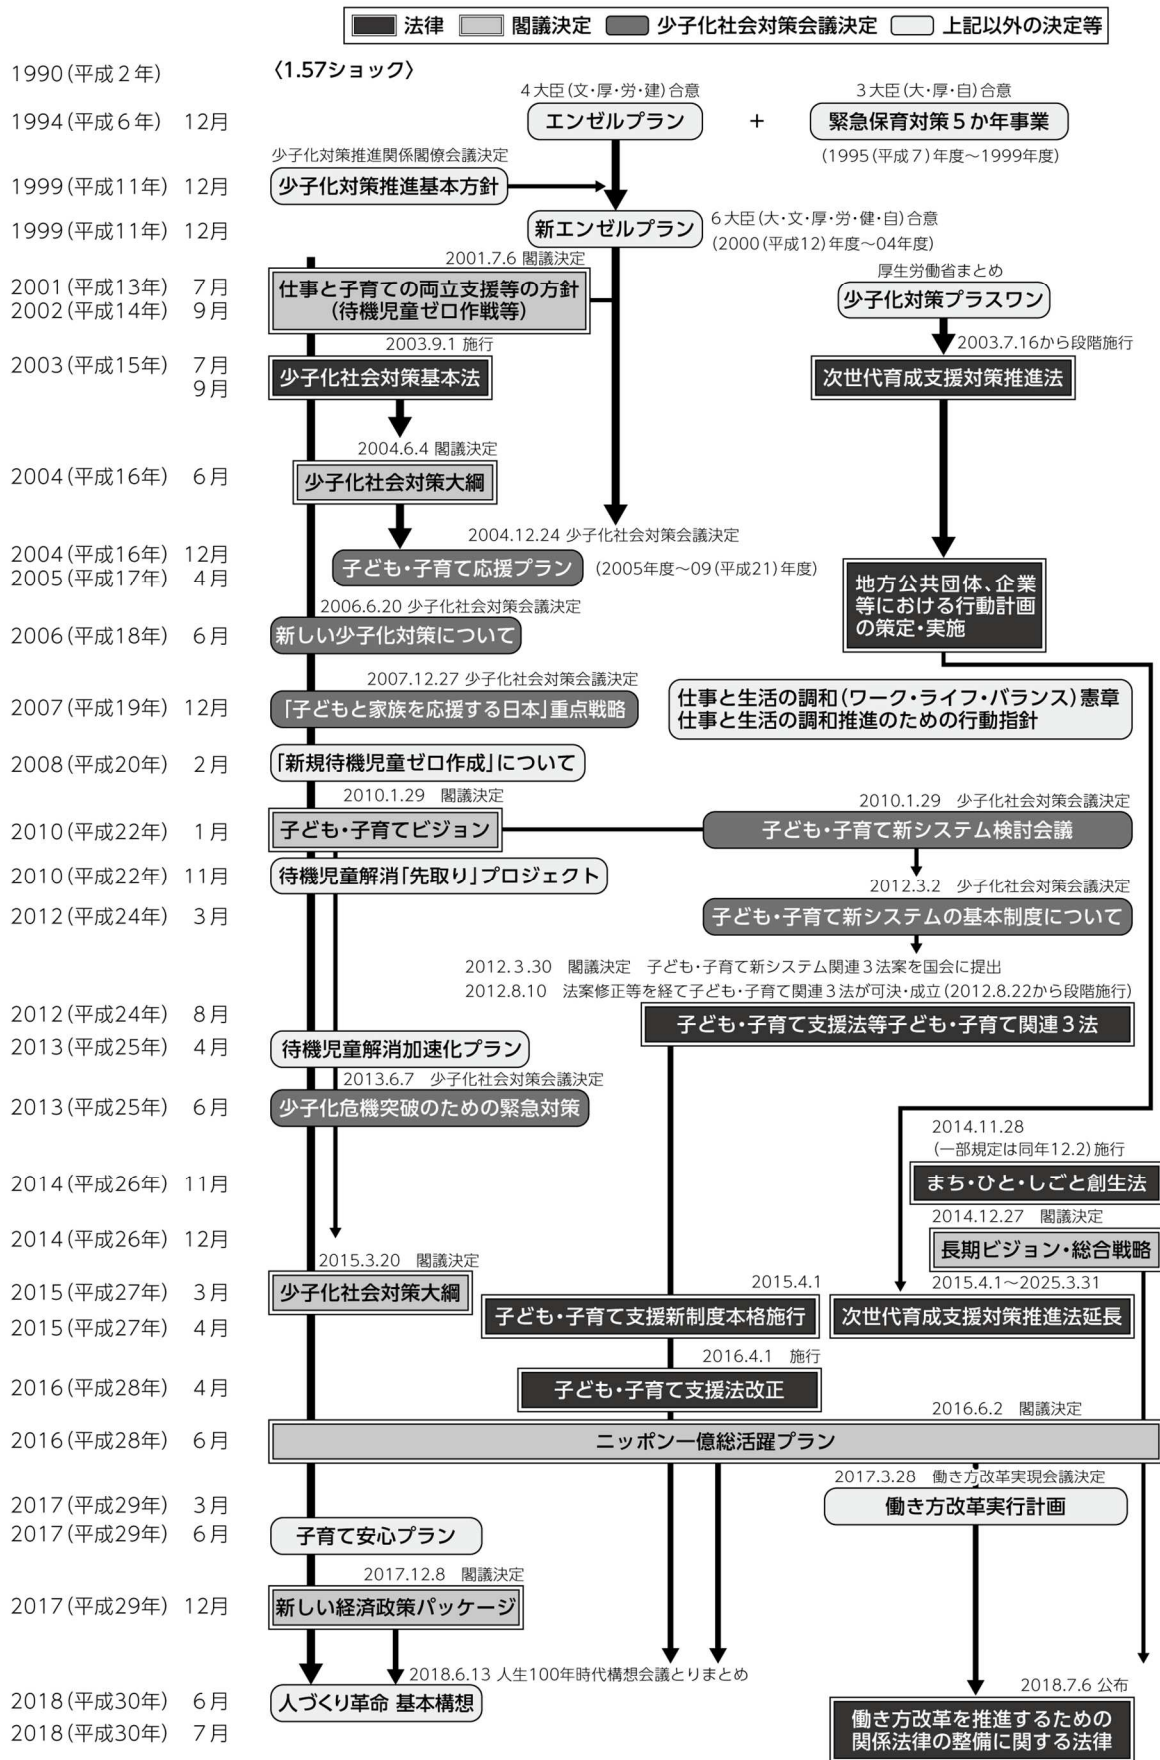 法律 閣議決定 少子化社会対策会議決定 上記以外の決定等
1990(平成２年)
〈1.57ショック〉
4大臣(文・厚・労・建)合意
3大臣(大・厚・自)合意
1994(平成６年) 12月
エンゼルプラン
+
緊急保育対策５か年事業
(1995(平成７)年度〜1999年度)
少子化対策推進関係閣僚会議決定
1999(平成11年) 12月
少子化対策推進基本方針
1999(平成11年) 12月
新エンゼルプラン
6大臣(大・文・厚・労・健・自)合意
(2000(平成12)年度〜04年度)
2001.7.6 閣議決定
2001(平成13年) 7月
2002(平成14年) 9月
仕事と子育ての両立支援等の方針
(待機児童ゼロ作戦等)
厚生労働省まとめ
少子化対策プラスワン
2003.9.1 施行
2003.7.16から段階施行
2003(平成15年) 7月
9月
少子化社会対策基本法
次世代育成支援対策推進法
2004.6.4 閣議決定
2004(平成16年) 6月
少子化社会対策大綱
2004.12.24 少子化社会対策会議決定
2004(平成16年) 12月
2005(平成17年) 4月
子ども・子育て応援プラン
(2005年度〜09(平成21)年度)
地方公共団体、企業
等における行動計画
の策定・実施
2006.6.20 少子化社会対策会議決定
2006(平成18年) 6月
新しい少子化対策について
2007.12.27 少子化社会対策会議決定
2007(平成19年) 12月
「子どもと家族を応援する日本」重点戦略
仕事と生活の調和(ワーク・ライフ・バランス)憲章
仕事と生活の調和推進のための行動指針
2008(平成20年) 2月
「新規待機児童ゼロ作成」について
2010.1.29 閣議決定
2010.1.29 少子化社会対策会議決定
2010(平成22年) 1月
子ども・子育てビジョン
子ども・子育て新システム検討会議
2010(平成22年) 11月
待機児童解消「先取り」プロジェクト
2012.3.2 少子化社会対策会議決定
2012(平成24年) 3月
子ども・子育て新システムの基本制度について
2012.3.30 閣議決定 子ども・子育て新システム関連３法案を国会に提出
2012.8.10 法案修正等を経て子ども・子育て関連３法が可決・成立(2012.8.22から段階施行)
2012(平成24年) 8月
子ども・子育て支援法等子ども・子育て関連３法
2013(平成25年) 4月
待機児童解消加速化プラン
2013.6.7 少子化社会対策会議決定
2013(平成25年) 6月
少子化危機突破のための緊急対策
2014.11.28
(一部規定は同年12.2)施行
2014(平成26年) 11月
まち・ひと・しごと創生法
2014.12.27 閣議決定
2014(平成26年) 12月
長期ビジョン・総合戦略
2015.3.20 閣議決定
2015(平成27年) 3月
少子化社会対策大綱
2015.4.1
2015.4.1〜2025.3.31
2015(平成27年) 4月
子ども・子育て支援新制度本格施行
次世代育成支援対策推進法延長
2016.4.1 施行
2016(平成28年) 4月
子ども・子育て支援法改正
2016.6.2 閣議決定
2016(平成28年) 6月
ニッポン一億総活躍プラン
2017.3.28 働き方改革実現会議決定
2017(平成29年) 3月
働き方改革実行計画
2017(平成29年) 6月
子育て安心プラン
2017.12.8 閣議決定
2017(平成29年) 12月
新しい経済政策パッケージ
2018.6.13 人生100年時代構想会議とりまとめ
2018(平成30年) 6月
人づくり革命 基本構想
2018.7.6 公布
2018(平成30年) 7月
働き方改革を推進するための
関係法律の整備に関する法律